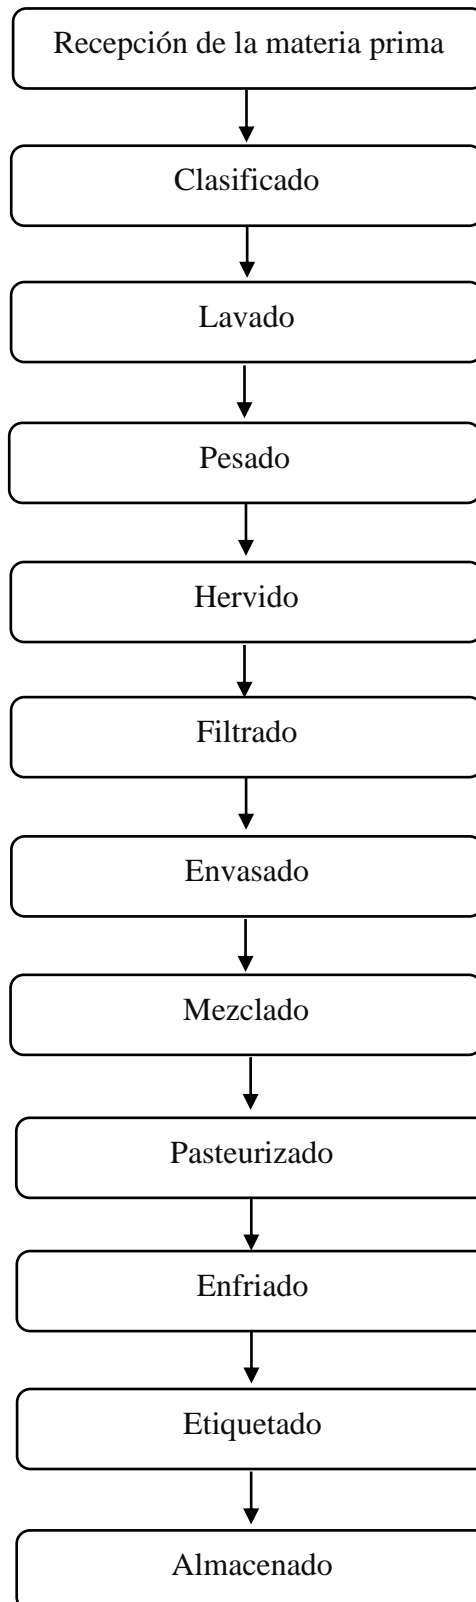 Recepción de la materia prima
Clasificado
Lavado
Pesado
Hervido
Filtrado
Envasado
Mezclado
Pasteurizado
Enfriado
Etiquetado
Almacenado